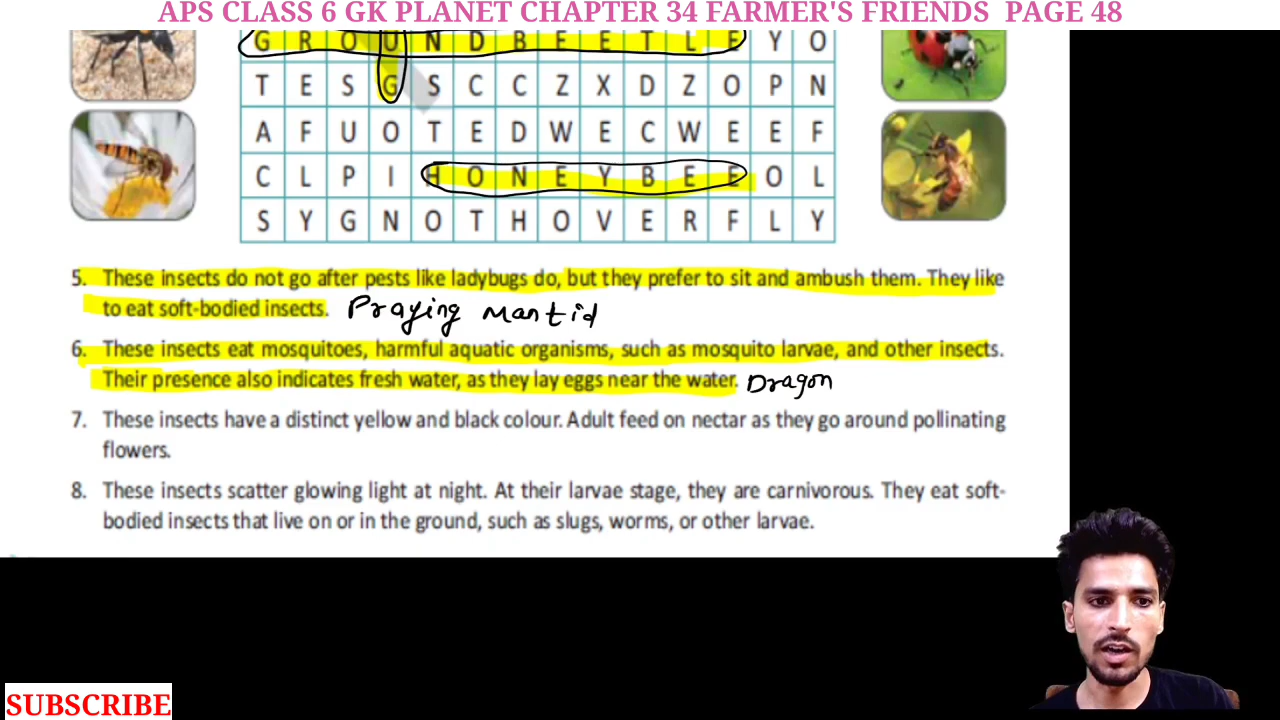 APS CLASS 6 GK PLANET CHAPTER 34 FARMER'S FRIENDS PAGE 48
G R O U N D B E E T L E Y O
T E S G S C C Z X D Z O P N
A F U O T E D W E C W E E F
C L P I H O N E Y B E E O L
S Y G N O T H O V E R F L Y
5. These insects do not go after pests like ladybugs do, but they prefer to sit and ambush them. They like
to eat soft-bodied insects. Praying Mantid
6. These insects eat mosquitoes, harmful aquatic organisms, such as mosquito larvae, and other insects.
Their presence also indicates fresh water, as they lay eggs near the water. Dragon
7. These insects have a distinct yellow and black colour. Adult feed on nectar as they go around pollinating
flowers.
8. These insects scatter glowing light at night. At their larvae stage, they are carnivorous. They eat soft-
bodied insects that live on or in the ground, such as slugs, worms, or other larvae.
SUBSCRIBE